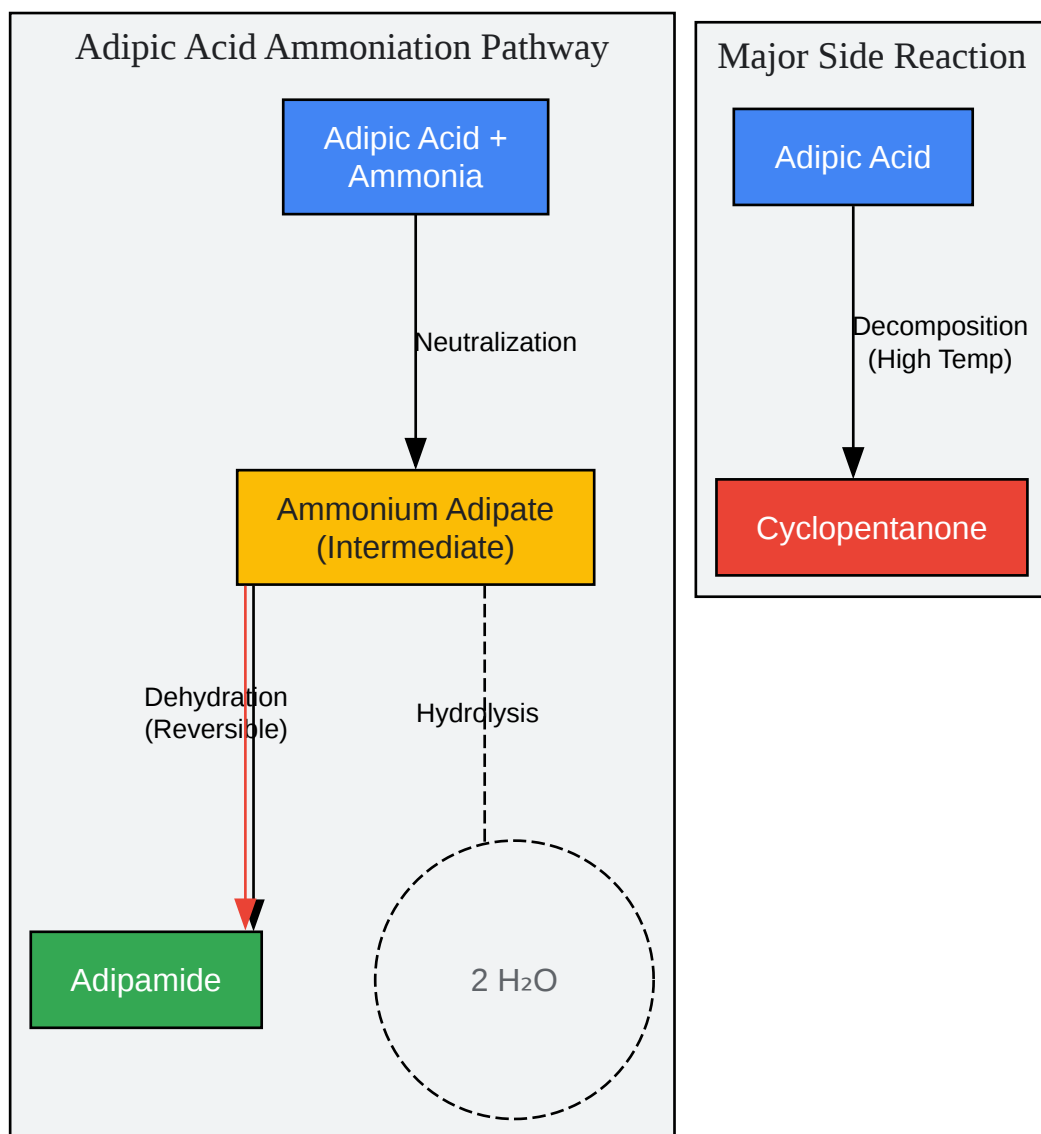 Adipic Acid Ammoniation Pathway
Adipic Acid +
Ammonia
Neutralization
Ammonium Adipate
(Intermediate)
Dehydration
(Reversible)
Hydrolysis
Adipamide
2 H₂O
Major Side Reaction
Adipic Acid
Decomposition
(High Temp)
Cyclopentanone